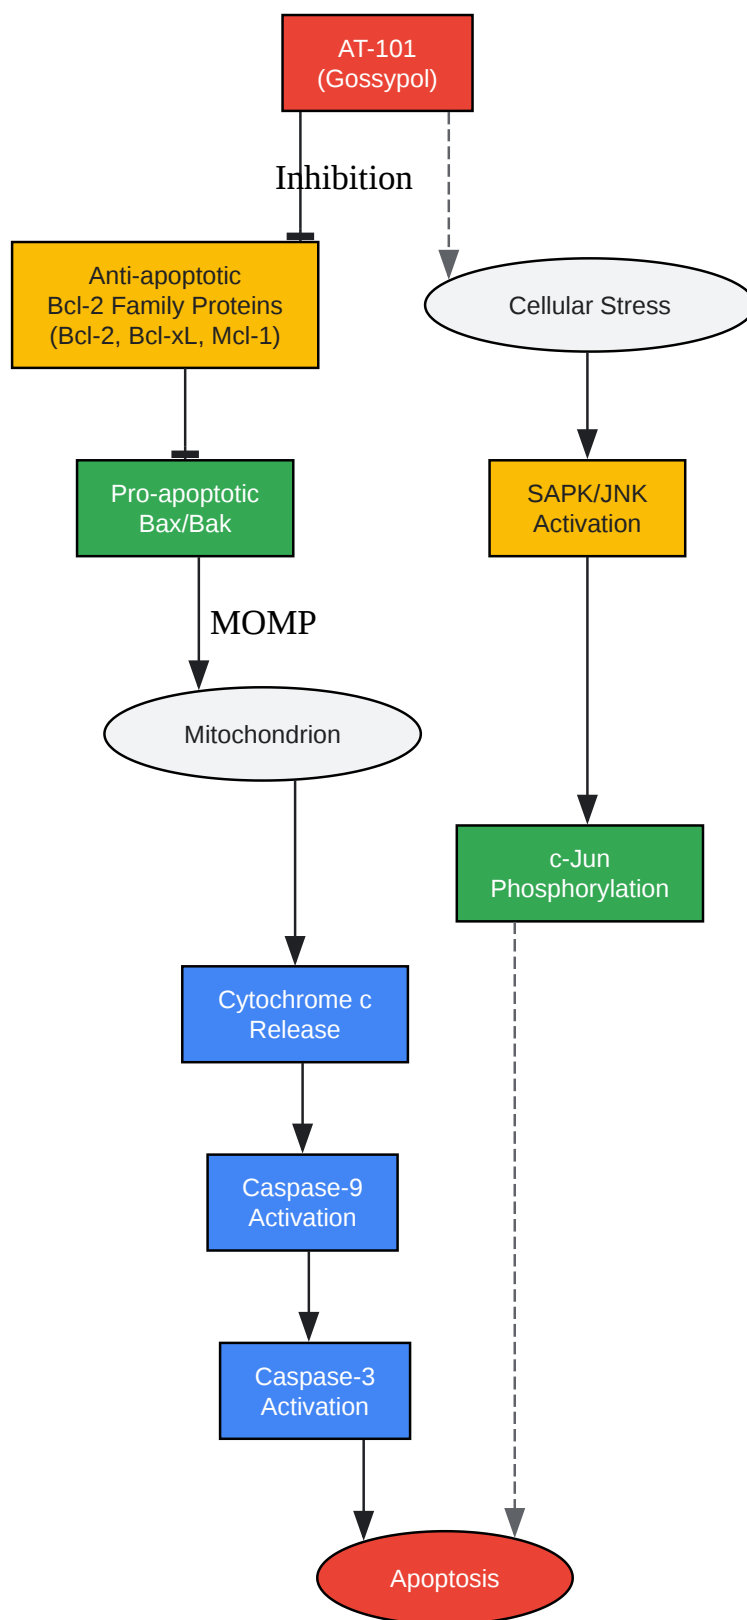 AT-101
(Gossypol)
Inhibition
Anti-apoptotic
Bcl-2 Family Proteins
(Bcl-2, Bcl-xL, Mcl-1)
Cellular Stress
Pro-apoptotic
Bax/Bak
SAPK/JNK
Activation
MOMP
Mitochondrion
c-Jun
Phosphorylation
Cytochrome c
Release
Caspase-9
Activation
Caspase-3
Activation
Apoptosis